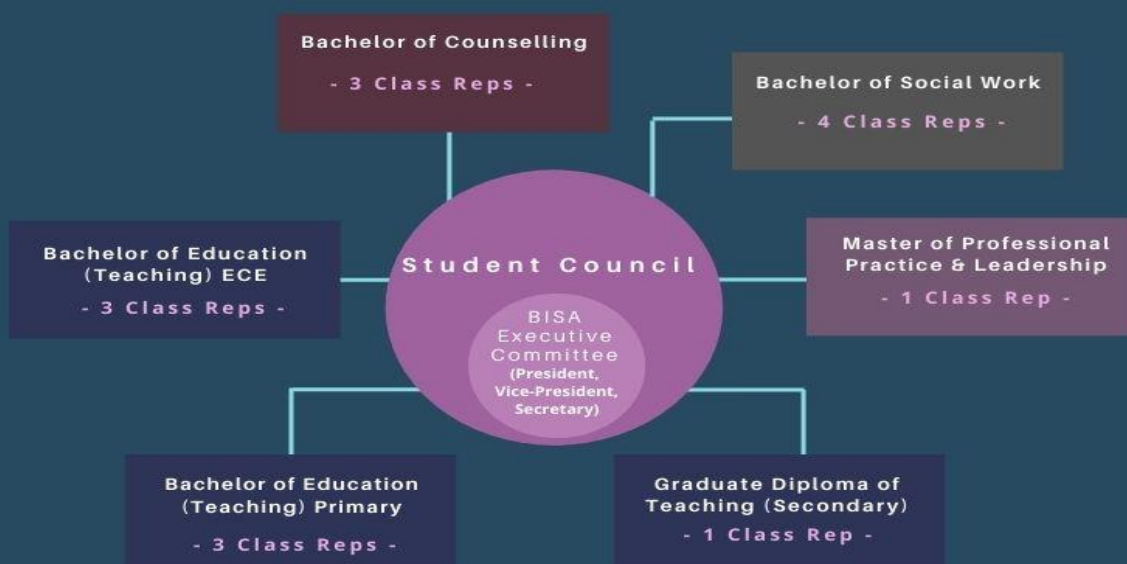 Bachelor of Counselling
- 3 Class Reps -
Bachelor of Social Work
- 4 Class Reps -
Bachelor of Education
(Teaching) ECE
- 3 Class Reps -
Student Council
BISA
Executive
Committee
(President,
Vice-President,
Secretary)
Master of Professional
Practice & Leadership
- 1 Class Rep -
Bachelor of Education
(Teaching) Primary
- 3 Class Reps -
Graduate Diploma of
Teaching (Secondary)
- 1 Class Rep -